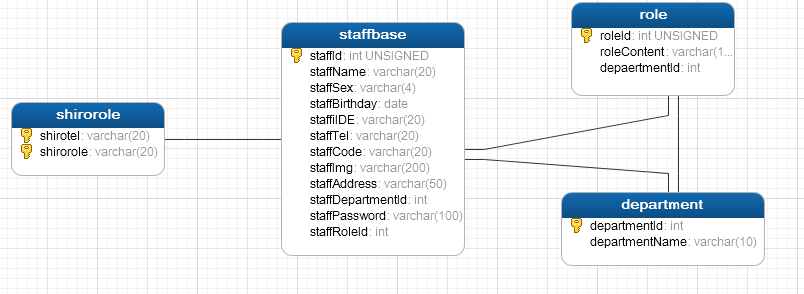 shirorole
shirotel: varchar(20)
shirorole: varchar(20)
staffbase
staffId: int UNSIGNED
staffName: varchar(20)
staffSex: varchar(4)
staffBirthday: date
staffiIDE: varchar(20)
staffTel: varchar(20)
staffCode: varchar(20)
staffImg: varchar(200)
staffAddress: varchar(50)
staffDepartmentId: int
staffPassword: varchar(100)
staffRoleId: int
role
roleId: int UNSIGNED
roleContent: varchar(1...
depaertmentId: int
department
departmentId: int
departmentName: varchar(10)